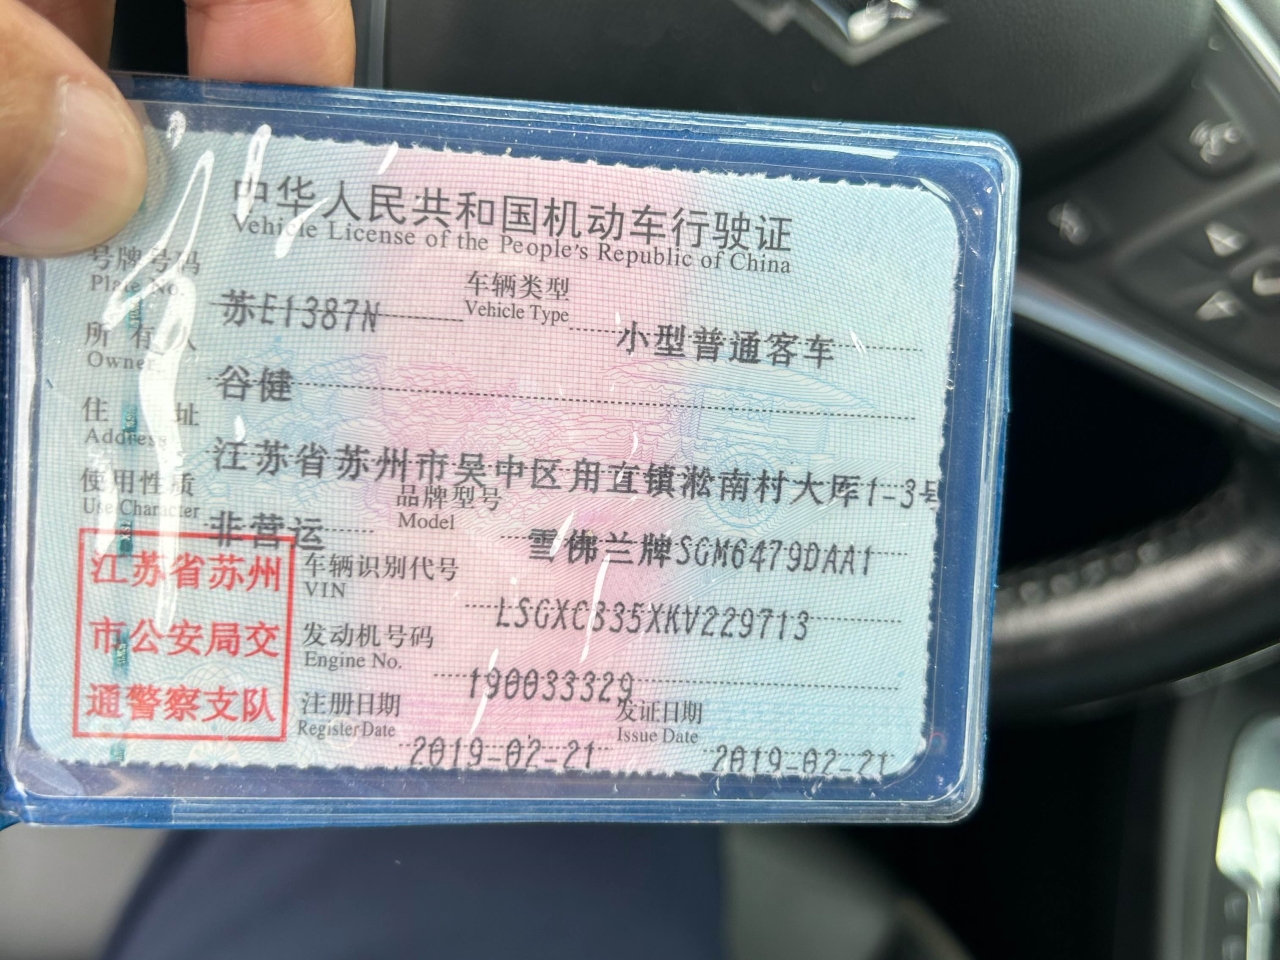 中华人民共和国机动车行驶证
Vehicle License of the People's Republic of China
号牌号码
Plate No.
苏E1387N
车辆类型
Vehicle Type
小型普通客车
所有人
Owner
谷健
住址
Address
江苏省苏州市吴中区甪直镇淞南村大厍1-3号
使用性质
Use Character
非营运
品牌型号
Model
雪佛兰牌SGM6479DAA1
江苏省苏州
市公安局交
通警察支队
车辆识别代号
VIN
LSGXC835XKV229713
发动机号码
Engine No.
190033329
注册日期
Register Date
2019-02-21
发证日期
Issue Date
2019-02-21